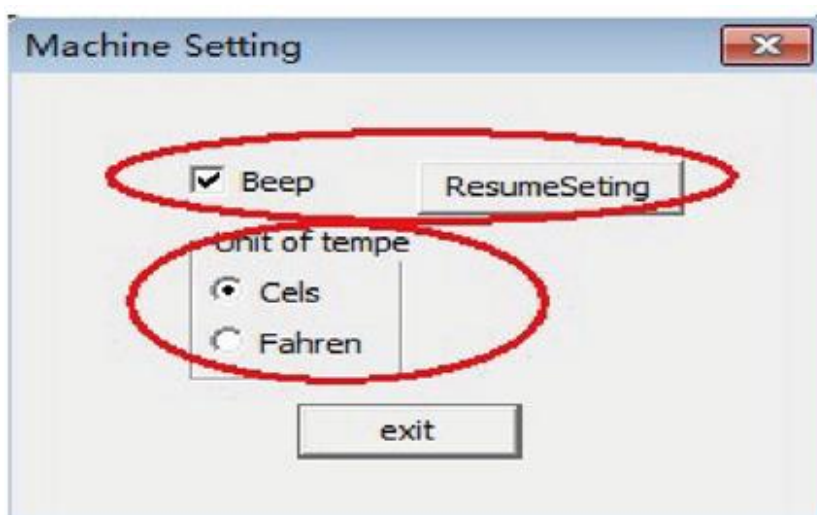 Machine Setting
Beep
ResumeSeting
Unit of tempe
Cels
Fahren
exit